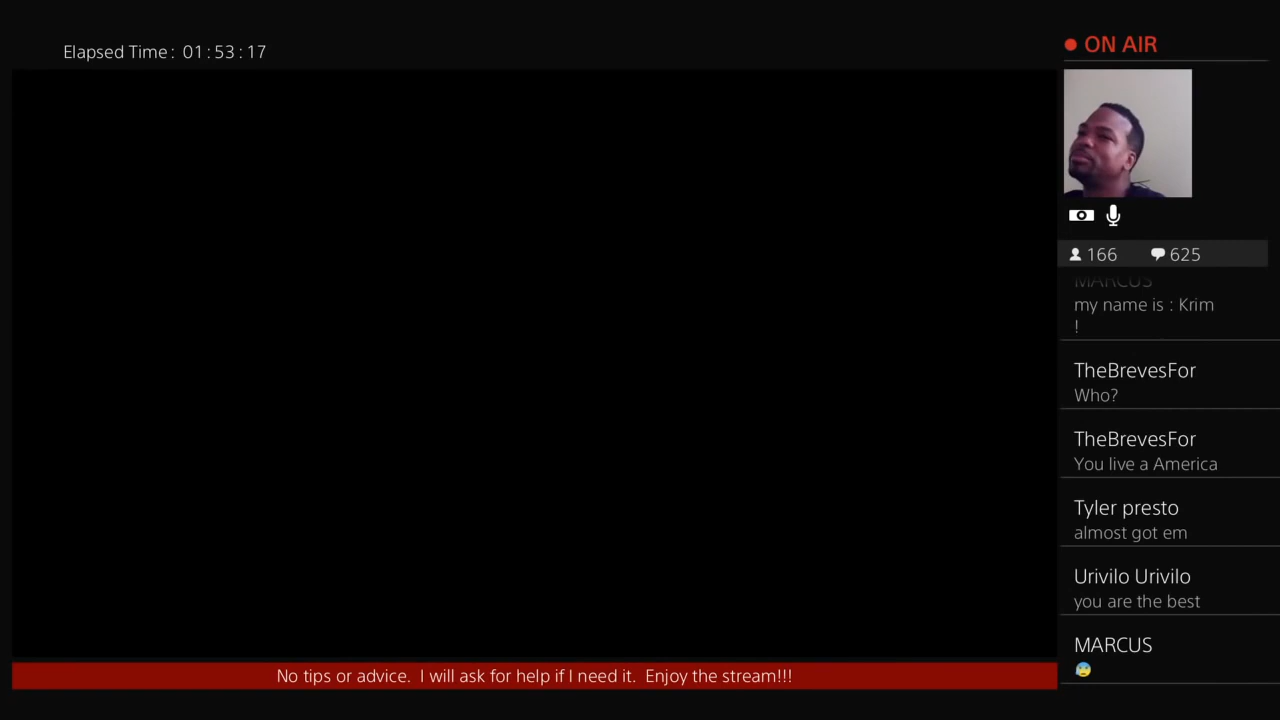 Elapsed Time: 01:53:17
ON AIR
166 625
MARCUS
my name is : Krim
!
TheBrevesFor
Who?
TheBrevesFor
You live a America
Tyler presto
almost got em
Urivilo Urivilo
you are the best
MARCUS
No tips or advice. I will ask for help if I need it. Enjoy the stream!!!